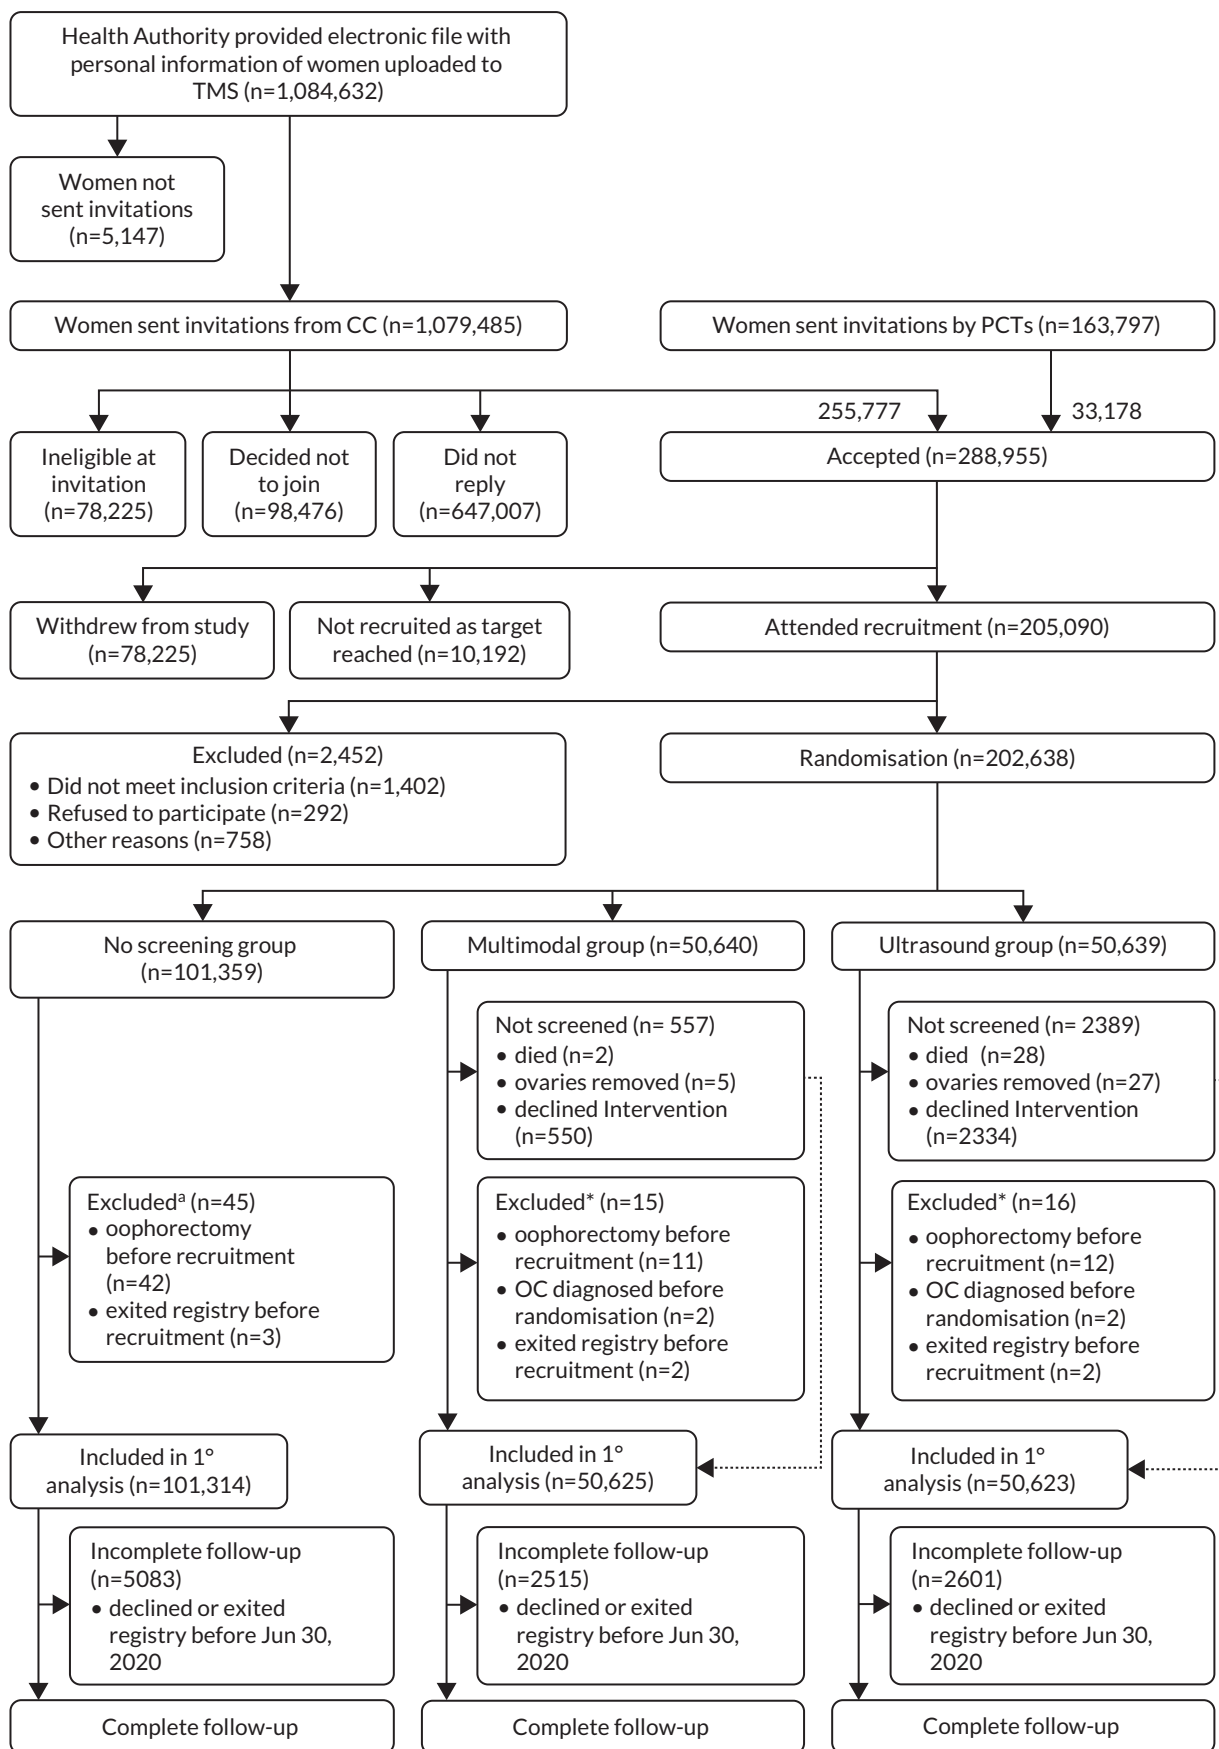 Health Authority provided electronic file with
personal information of women uploaded to
TMS (n=1,084,632)
Women not
sent invitations
(n=5,147)
Women sent invitations from CC (n=1,079,485)
Women sent invitations by PCTs (n=163,797)
255,777
33,178
Ineligible at
invitation
(n=78,225)
Decided not
to join
(n=98,476)
Did not
reply
(n=647,007)
Accepted (n=288,955)
Withdrew from study
(n=78,225)
Not recruited as target
reached (n=10,192)
Attended recruitment (n=205,090)
Excluded (n=2,452)
• Did not meet inclusion criteria (n=1,402)
• Refused to participate (n=292)
• Other reasons (n=758)
Randomisation (n=202,638)
No screening group
(n=101,359)
Multimodal group (n=50,640)
Ultrasound group (n=50,639)
Not screened (n= 557)
• died (n=2)
• ovaries removed (n=5)
• declined Intervention
(n=550)
Not screened (n= 2389)
• died (n=28)
• ovaries removed (n=27)
• declined Intervention
(n=2334)
Excludedª (n=45)
• oophorectomy
before recruitment
(n=42)
• exited registry before
recruitment (n=3)
Excluded* (n=15)
• oophorectomy before
recruitment (n=11)
• OC diagnosed before
randomisation (n=2)
• exited registry before
recruitment (n=2)
Excluded* (n=16)
• oophorectomy before
recruitment (n=12)
• OC diagnosed before
randomisation (n=2)
• exited registry before
recruitment (n=2)
Included in 1°
analysis (n=101,314)
Included in 1°
analysis (n=50,625)
Included in 1°
analysis (n=50,623)
Incomplete follow-up
(n=5083)
• declined or exited
registry before Jun 30,
2020
Incomplete follow-up
(n=2515)
• declined or exited
registry before Jun 30,
2020
Incomplete follow-up
(n=2601)
• declined or exited
registry before Jun 30,
2020
Complete follow-up
Complete follow-up
Complete follow-up